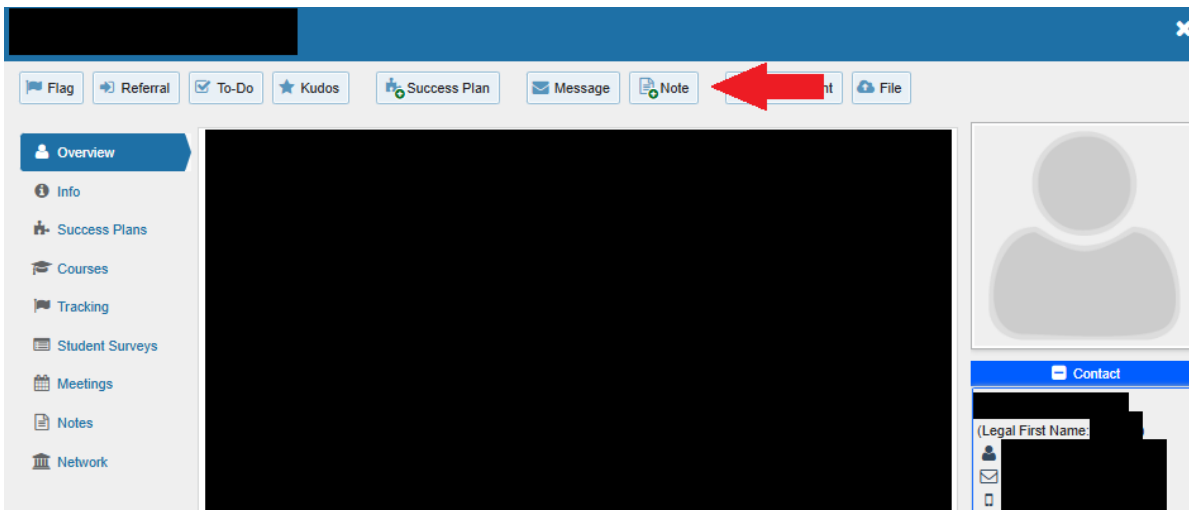 Flag Referral To-Do Kudos Success Plan Message Note nt File
Overview
Info
Success Plans
Courses
Tracking
Student Surveys
Meetings
Notes
Network
Contact
(Legal First Name: